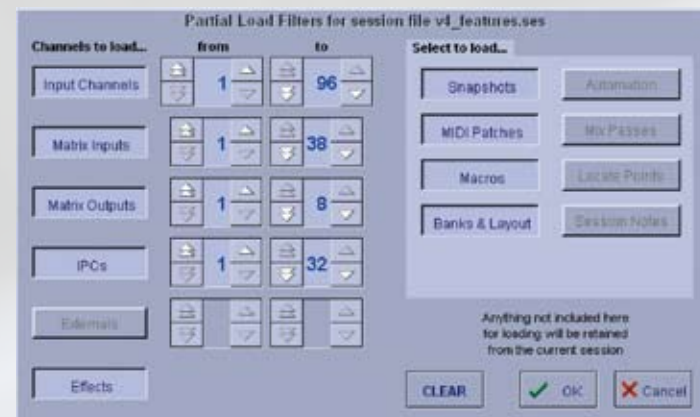 Partial Load Filters for session file v4_features.ses
Channels to load... from to
Input Channels 1 96
Matrix Inputs 1 38
Matrix Outputs 1 8
IPCs 1 32
Externals
Effects
Select to load...
Snapshots Automation
MIDI Patches Mix Passes
Macros Locate Points
Banks & Layout Session Notes
Anything not included here
for loading will be retained
from the current session
CLEAR OK Cancel